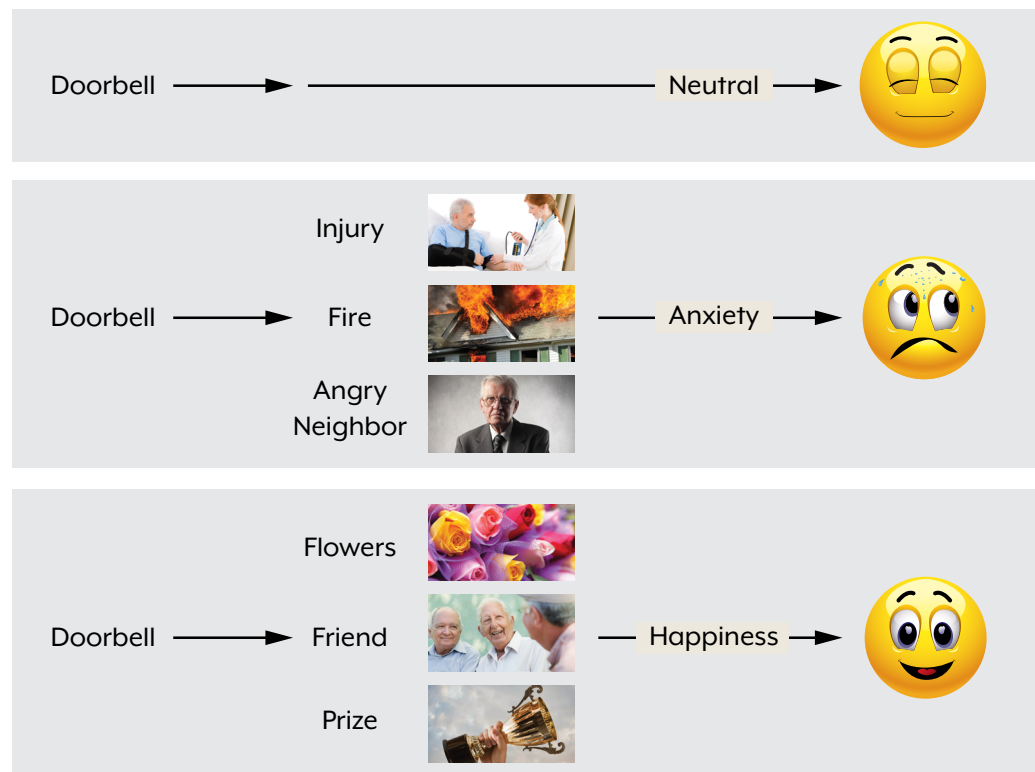 Doorbell
Neutral
Doorbell
Injury
Fire
Angry
Neighbor
Anxiety
Doorbell
Flowers
Friend
Prize
Happiness